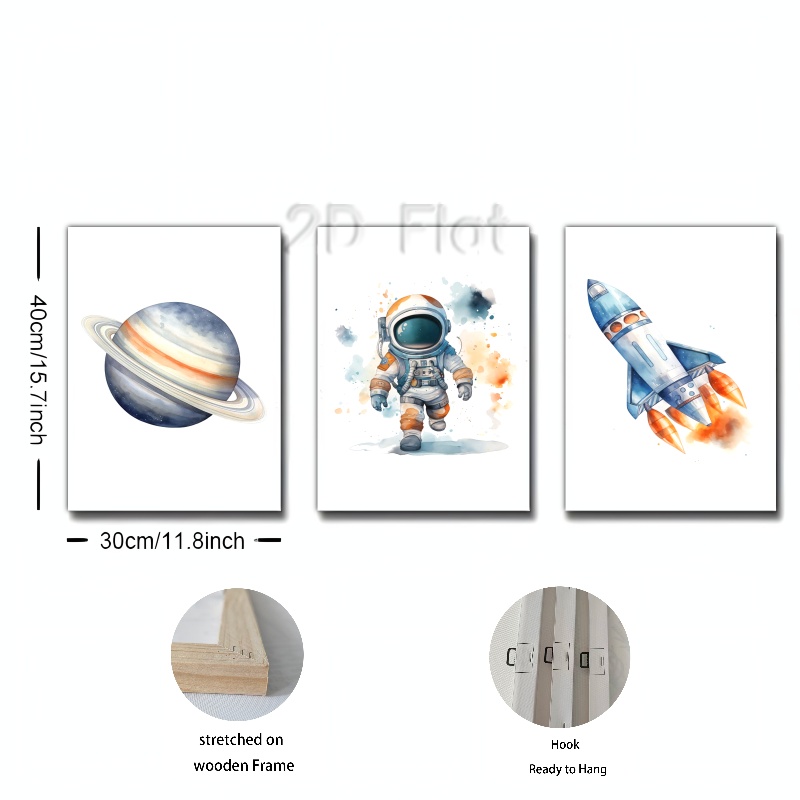 2D Flat
40cm/15.7inch
30cm/11.8inch
stretched on
wooden Frame
Hook
Ready to Hang